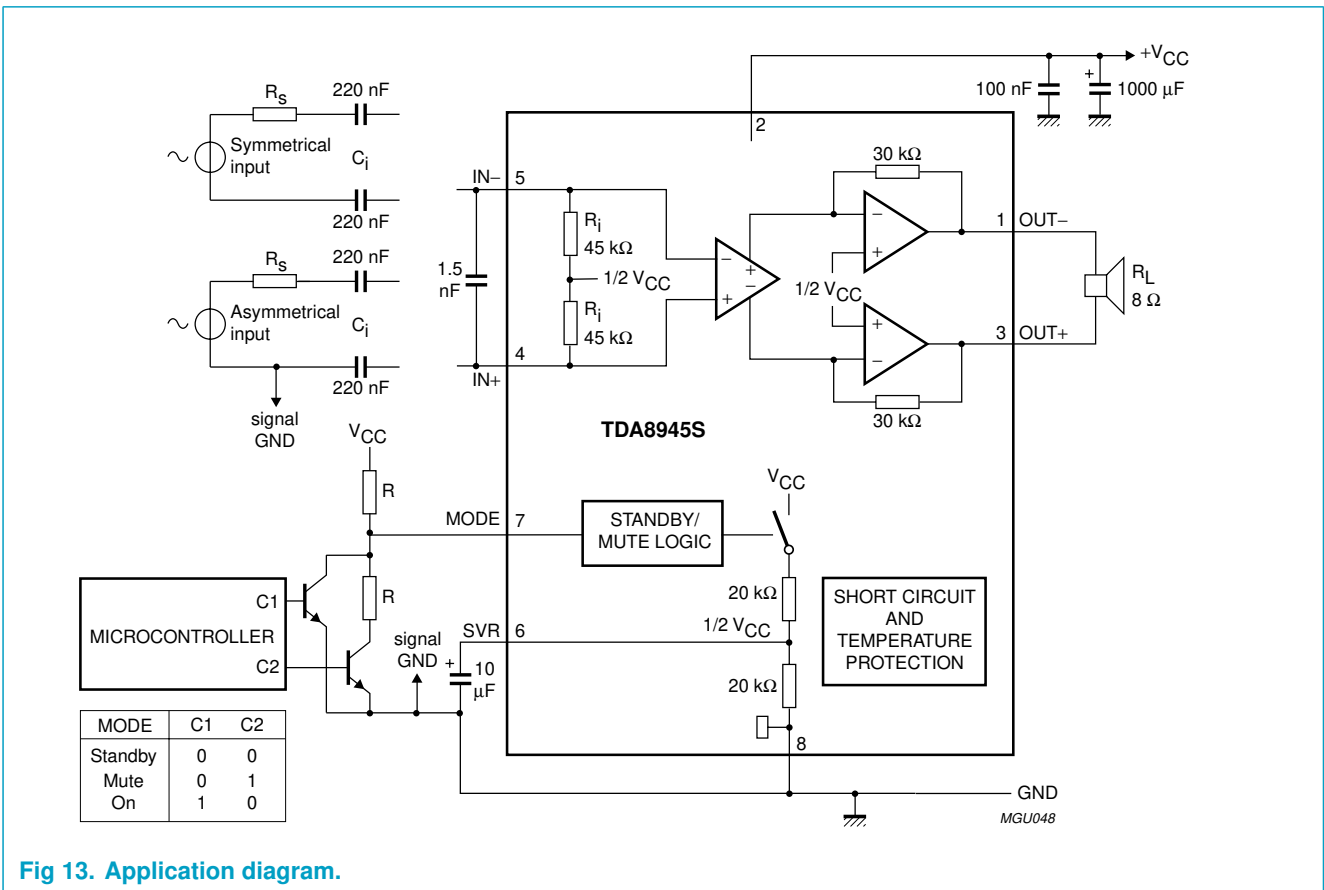 +VCC
100 nF
+
1000 μF
RS
220 nF
Symmetrical
input
Ci
220 nF
2
30 kΩ
IN− 5
Ri
45 kΩ
1/2 VCC
Ri
45 kΩ
1.5
nF
4
IN+
−
+
−
+
−
+
1/2 VCC
+
−
30 kΩ
1 OUT−
RL
8 Ω
3 OUT+
RS
220 nF
Asymmetrical
input
Ci
220 nF
signal
GND
TDA8945S
VCC
R
MODE 7
STANDBY/
MUTE LOGIC
VCC
20 kΩ
1/2 VCC
20 kΩ
SHORT CIRCUIT
AND
TEMPERATURE
PROTECTION
MICROCONTROLLER
C1
C2
R
signal
GND
SVR 6
+
10
μF
8
GND
MODE C1 C2
Standby 0 0
Mute 0 1
On 1 0
MGU048
Fig 13. Application diagram.